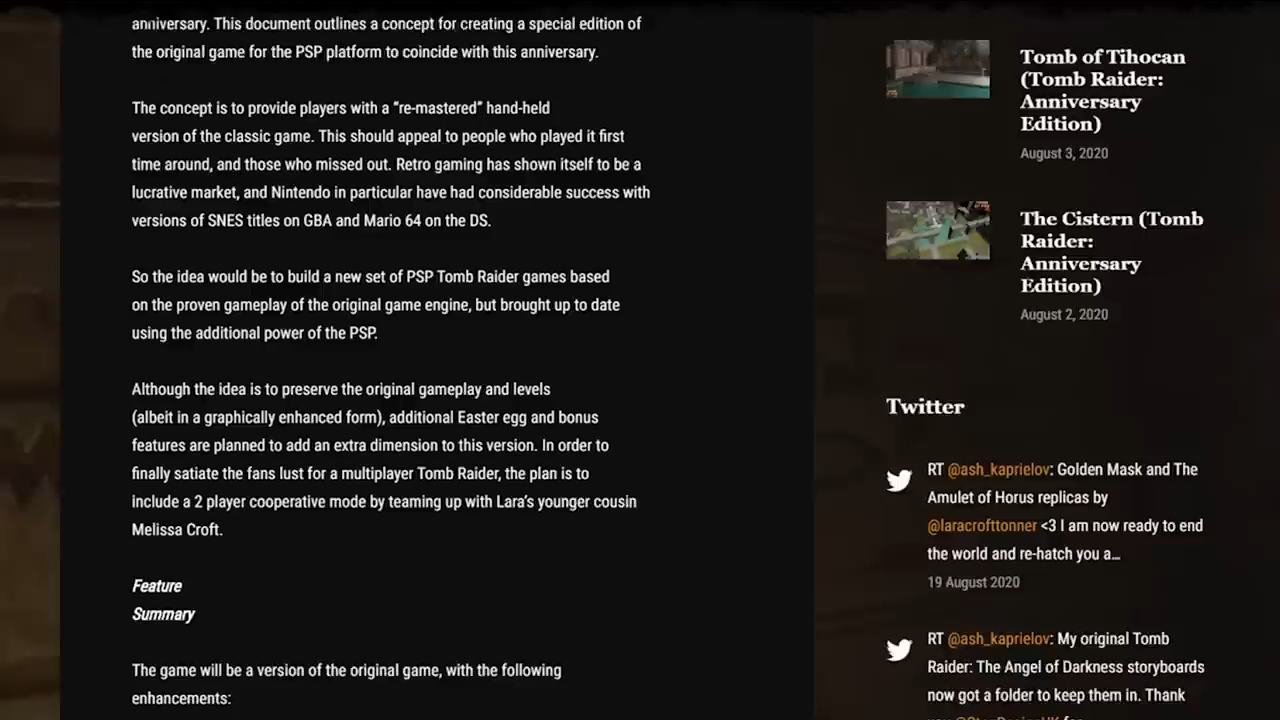 anniversary. This document outlines a concept for creating a special edition of
the original game for the PSP platform to coincide with this anniversary.
The concept is to provide players with a “re-mastered” hand-held
version of the classic game. This should appeal to people who played it first
time around, and those who missed out. Retro gaming has shown itself to be a
lucrative market, and Nintendo in particular have had considerable success with
versions of SNES titles on GBA and Mario 64 on the DS.
So the idea would be to build a new set of PSP Tomb Raider games based
on the proven gameplay of the original game engine, but brought up to date
using the additional power of the PSP.
Although the idea is to preserve the original gameplay and levels
(albeit in a graphically enhanced form), additional Easter egg and bonus
features are planned to add an extra dimension to this version. In order to
finally satiate the fans lust for a multiplayer Tomb Raider, the plan is to
include a 2 player cooperative mode by teaming up with Lara’s younger cousin
Melissa Croft.
Feature
Summary
The game will be a version of the original game, with the following
enhancements:
Tomb of Tihocan
(Tomb Raider:
Anniversary
Edition)
August 3, 2020
The Cistern (Tomb
Raider:
Anniversary
Edition)
August 2, 2020
Twitter
RT @ash_kaprielov: Golden Mask and The
Amulet of Horus replicas by
@laracrofttonner <3 I am now ready to end
the world and re-hatch you a…
19 August 2020
RT @ash_kaprielov: My original Tomb
Raider: The Angel of Darkness storyboards
now got a folder to keep them in. Thank